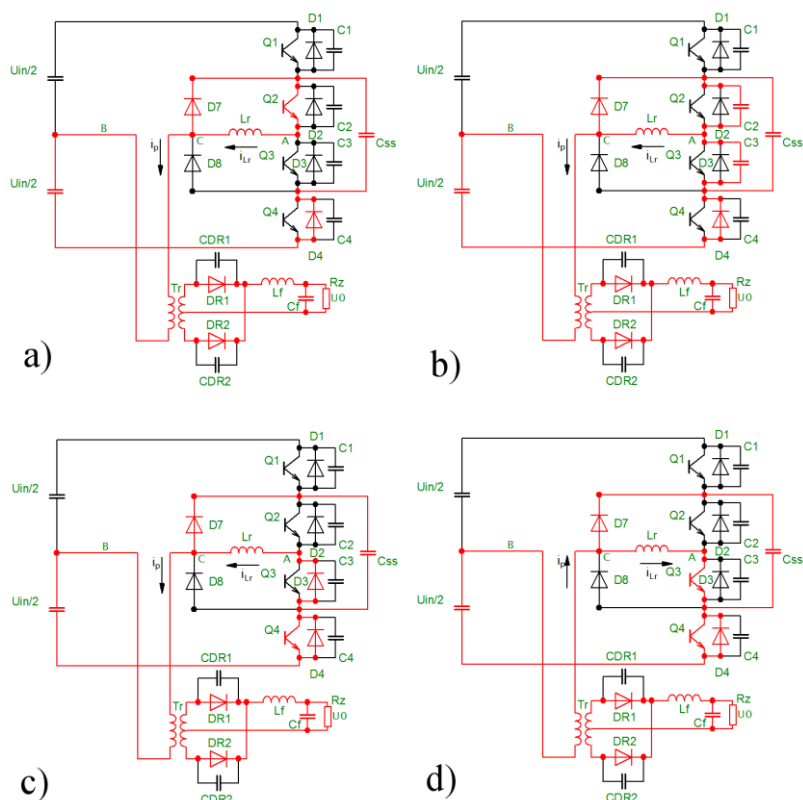 D1
C1
Q1
Uin/2
D7
Q2
Lr
B
A
D2
C2
C3
Css
ip
C
iLr
Q3
D3
D8
Uin/2
Q4
C4
CDR1
D4
Tr
DR1
Lf
Rz
Cf
U0
DR2
CDR2
a)
D1
C1
Q1
Uin/2
D7
Q2
Lr
B
A
D2
C2
C3
Css
ip
C
iLr
Q3
D3
D8
Uin/2
Q4
C4
CDR1
D4
Tr
DR1
Lf
Rz
Cf
U0
DR2
CDR2
b)
D1
C1
Q1
Uin/2
D7
Q2
Lr
B
A
D2
C2
C3
Css
ip
C
iLr
Q3
D3
D8
Uin/2
Q4
C4
CDR1
D4
Tr
DR1
Lf
Rz
Cf
U0
DR2
CDR2
c)
D1
C1
Q1
Uin/2
D7
Q2
Lr
B
A
D2
C2
C3
Css
ip
C
iLr
Q3
D3
D8
Uin/2
Q4
C4
CDR1
D4
Tr
DR1
Lf
Rz
Cf
U0
DR2
CDR2
d)